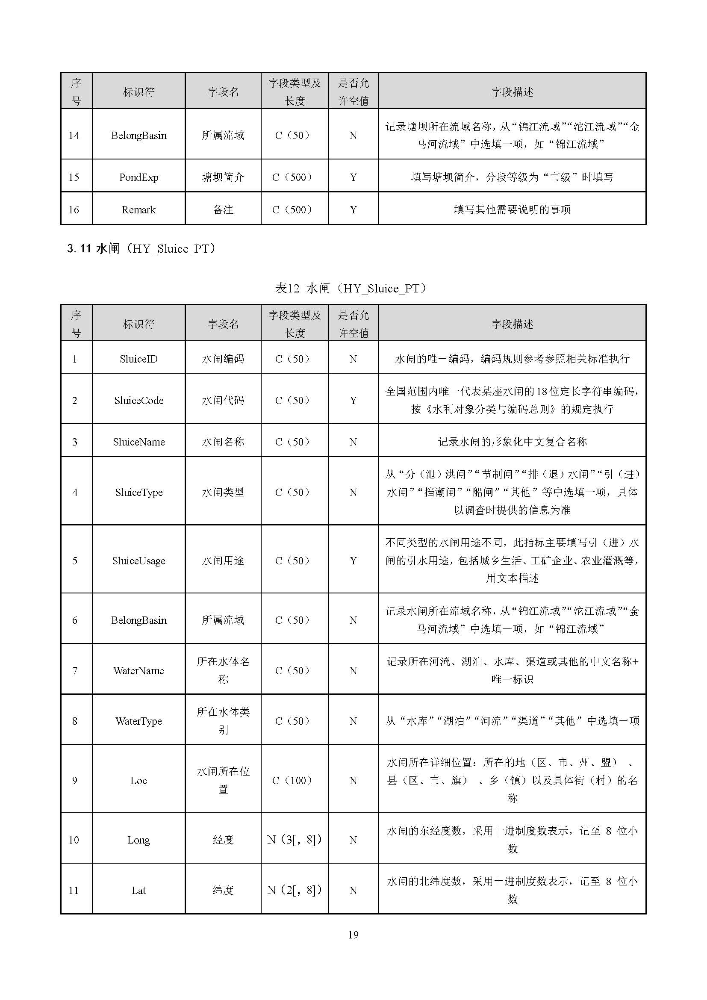 序号 标识符 字段名 字段类型及长度 是否允许空值 字段描述
14 BelongBasin 所属流域 C（50） N 记录塘坝所在流域名称，从“锦江流域”“沱江流域”“金
马河流域”中选填一项，如“锦江流域”
15 PondExp 塘坝简介 C（500） Y 填写塘坝简介，分段等级为“市级”时填写
16 Remark 备注 C（500） Y 填写其他需要说明的事项
3.11 水闸（HY_Sluice_PT）
表12 水闸（HY_Sluice_PT）
序号 标识符 字段名 字段类型及长度 是否允许空值 字段描述
1 SluiceID 水闸编码 C（50） N 水闸的唯一编码，编码规则参考参照相关标准执行
2 SluiceCode 水闸代码 C（50） Y 全国范围内唯一代表某座水闸的18位定长字符串编码，
按《水利对象分类与编码总则》的规定执行
3 SluiceName 水闸名称 C（50） N 记录水闸的形象化中文复合名称
4 SluiceType 水闸类型 C（50） N 从“分（泄）洪闸”“节制闸”“排（退）水闸”“引（进）
水闸”“挡潮闸”“船闸”“其他”等中选填一项，具体
以调查时提供的信息为准
5 SluiceUsage 水闸用途 C（50） Y 不同类型的水闸用途不同，此指标主要填写引（进）水
闸的引水用途，包括城乡生活、工矿企业、农业灌溉等，
用文本描述
6 BelongBasin 所属流域 C（50） N 记录水闸所在流域名称，从“锦江流域”“沱江流域”“金
马河流域”中选填一项，如“锦江流域”
7 WaterName 所在水体名称 C（50） N 记录所在河流、湖泊、水库、渠道或其他的中文名称+
唯一标识
8 WaterType 所在水体类别 C（50） N 从“水库”“湖泊”“河流”“渠道”“其他”中选填一项
9 Loc 水闸所在位置 C（100） N 水闸所在详细位置：所在的地（区、市、州、盟） 、
县（区、市、旗） 、乡（镇）以及具体街（村）的名
称
10 Long 经度 N（3[，8]） N 水闸的东经度数，采用十进制度数表示，记至 8 位小
数
11 Lat 纬度 N（2[，8]） N 水闸的北纬度数，采用十进制度数表示，记至 8 位小
数
19